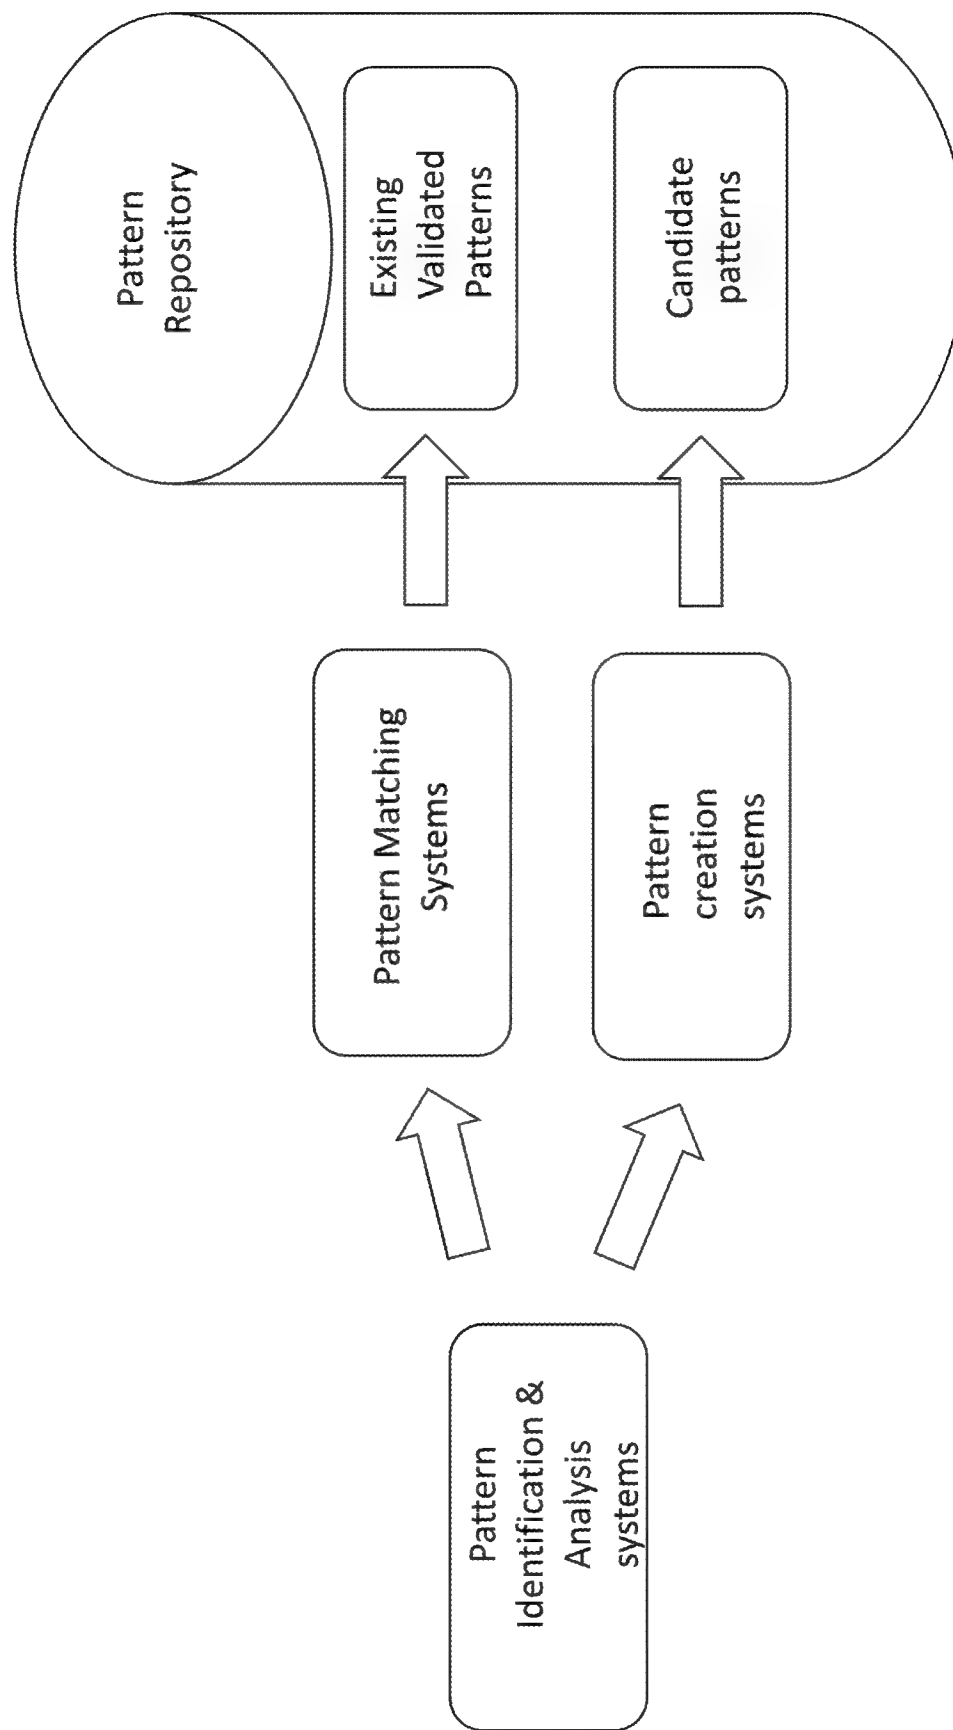 Pattern
Identification &
Analysis
systems
Pattern Matching
Systems
Pattern
creation
systems
Pattern
Repository
Existing
Validated
Patterns
Candidate
patterns